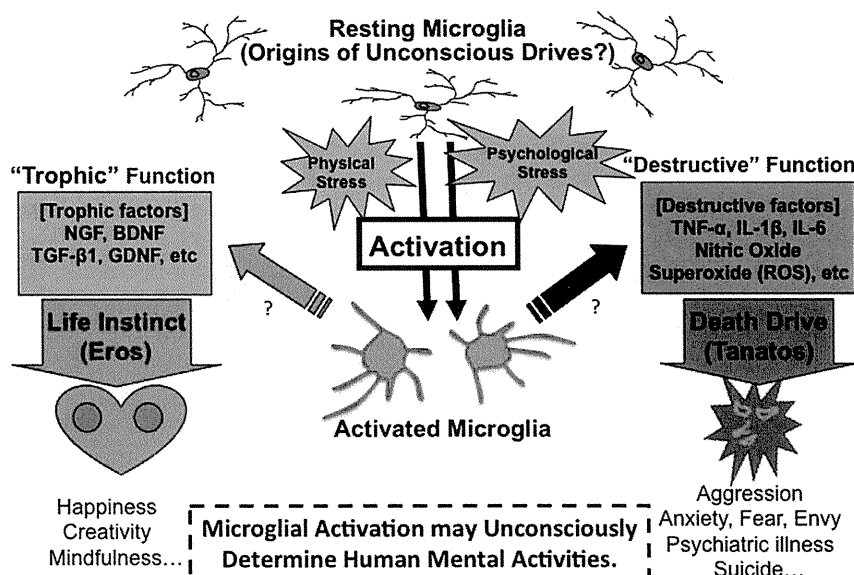 Resting Microglia
(Origins of Unconscious Drives?)
Physical
Stress
Psychological
Stress
"Trophic" Function
[Trophic factors]
NGF, BDNF
TGF-β1, GDNF, etc
"Destructive" Function
[Destructive factors]
TNF-α, IL-1β, IL-6
Nitric Oxide
Superoxide (ROS), etc
Activation
?
?
Life Instinct
(Eros)
Death Drive
(Tanatos)
Activated Microglia
Happiness
Creativity
Mindfulness…
Aggression
Anxiety, Fear, Envy
Psychiatric illness
Suicide…
Microglial Activation may Unconsciously
Determine Human Mental Activities.